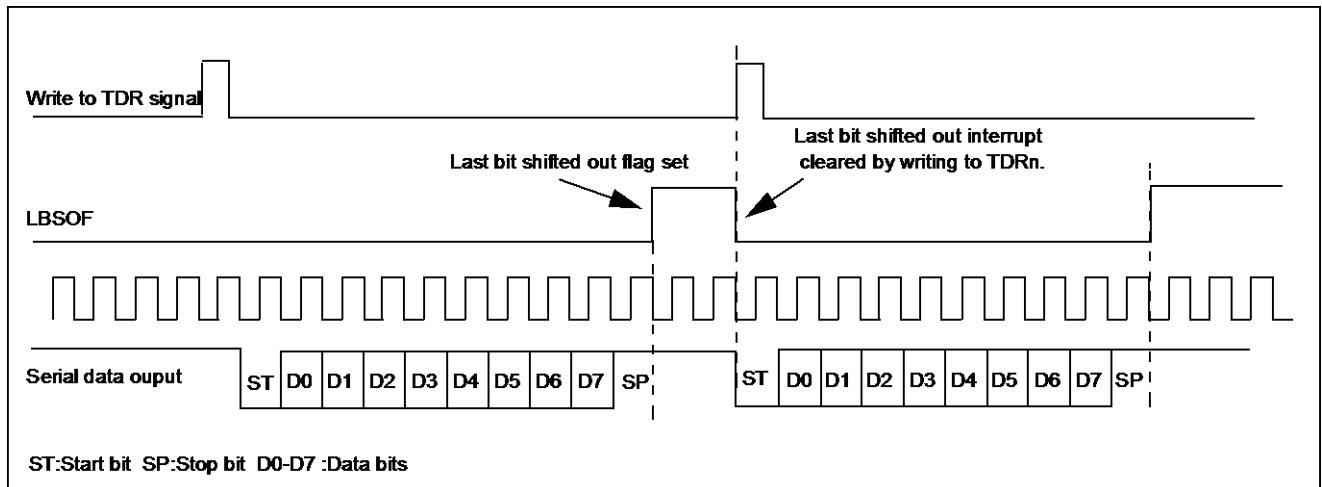 Write to TDR signal
Last bit shifted out flag set
Last bit shifted out interrupt
cleared by writing to TDRn.
LBSOF
Serial data ouput
ST D0 D1 D2 D3 D4 D5 D6 D7 SP ST D0 D1 D2 D3 D4 D5 D6 D7 SP
ST:Start bit SP:Stop bit D0-D7 :Data bits